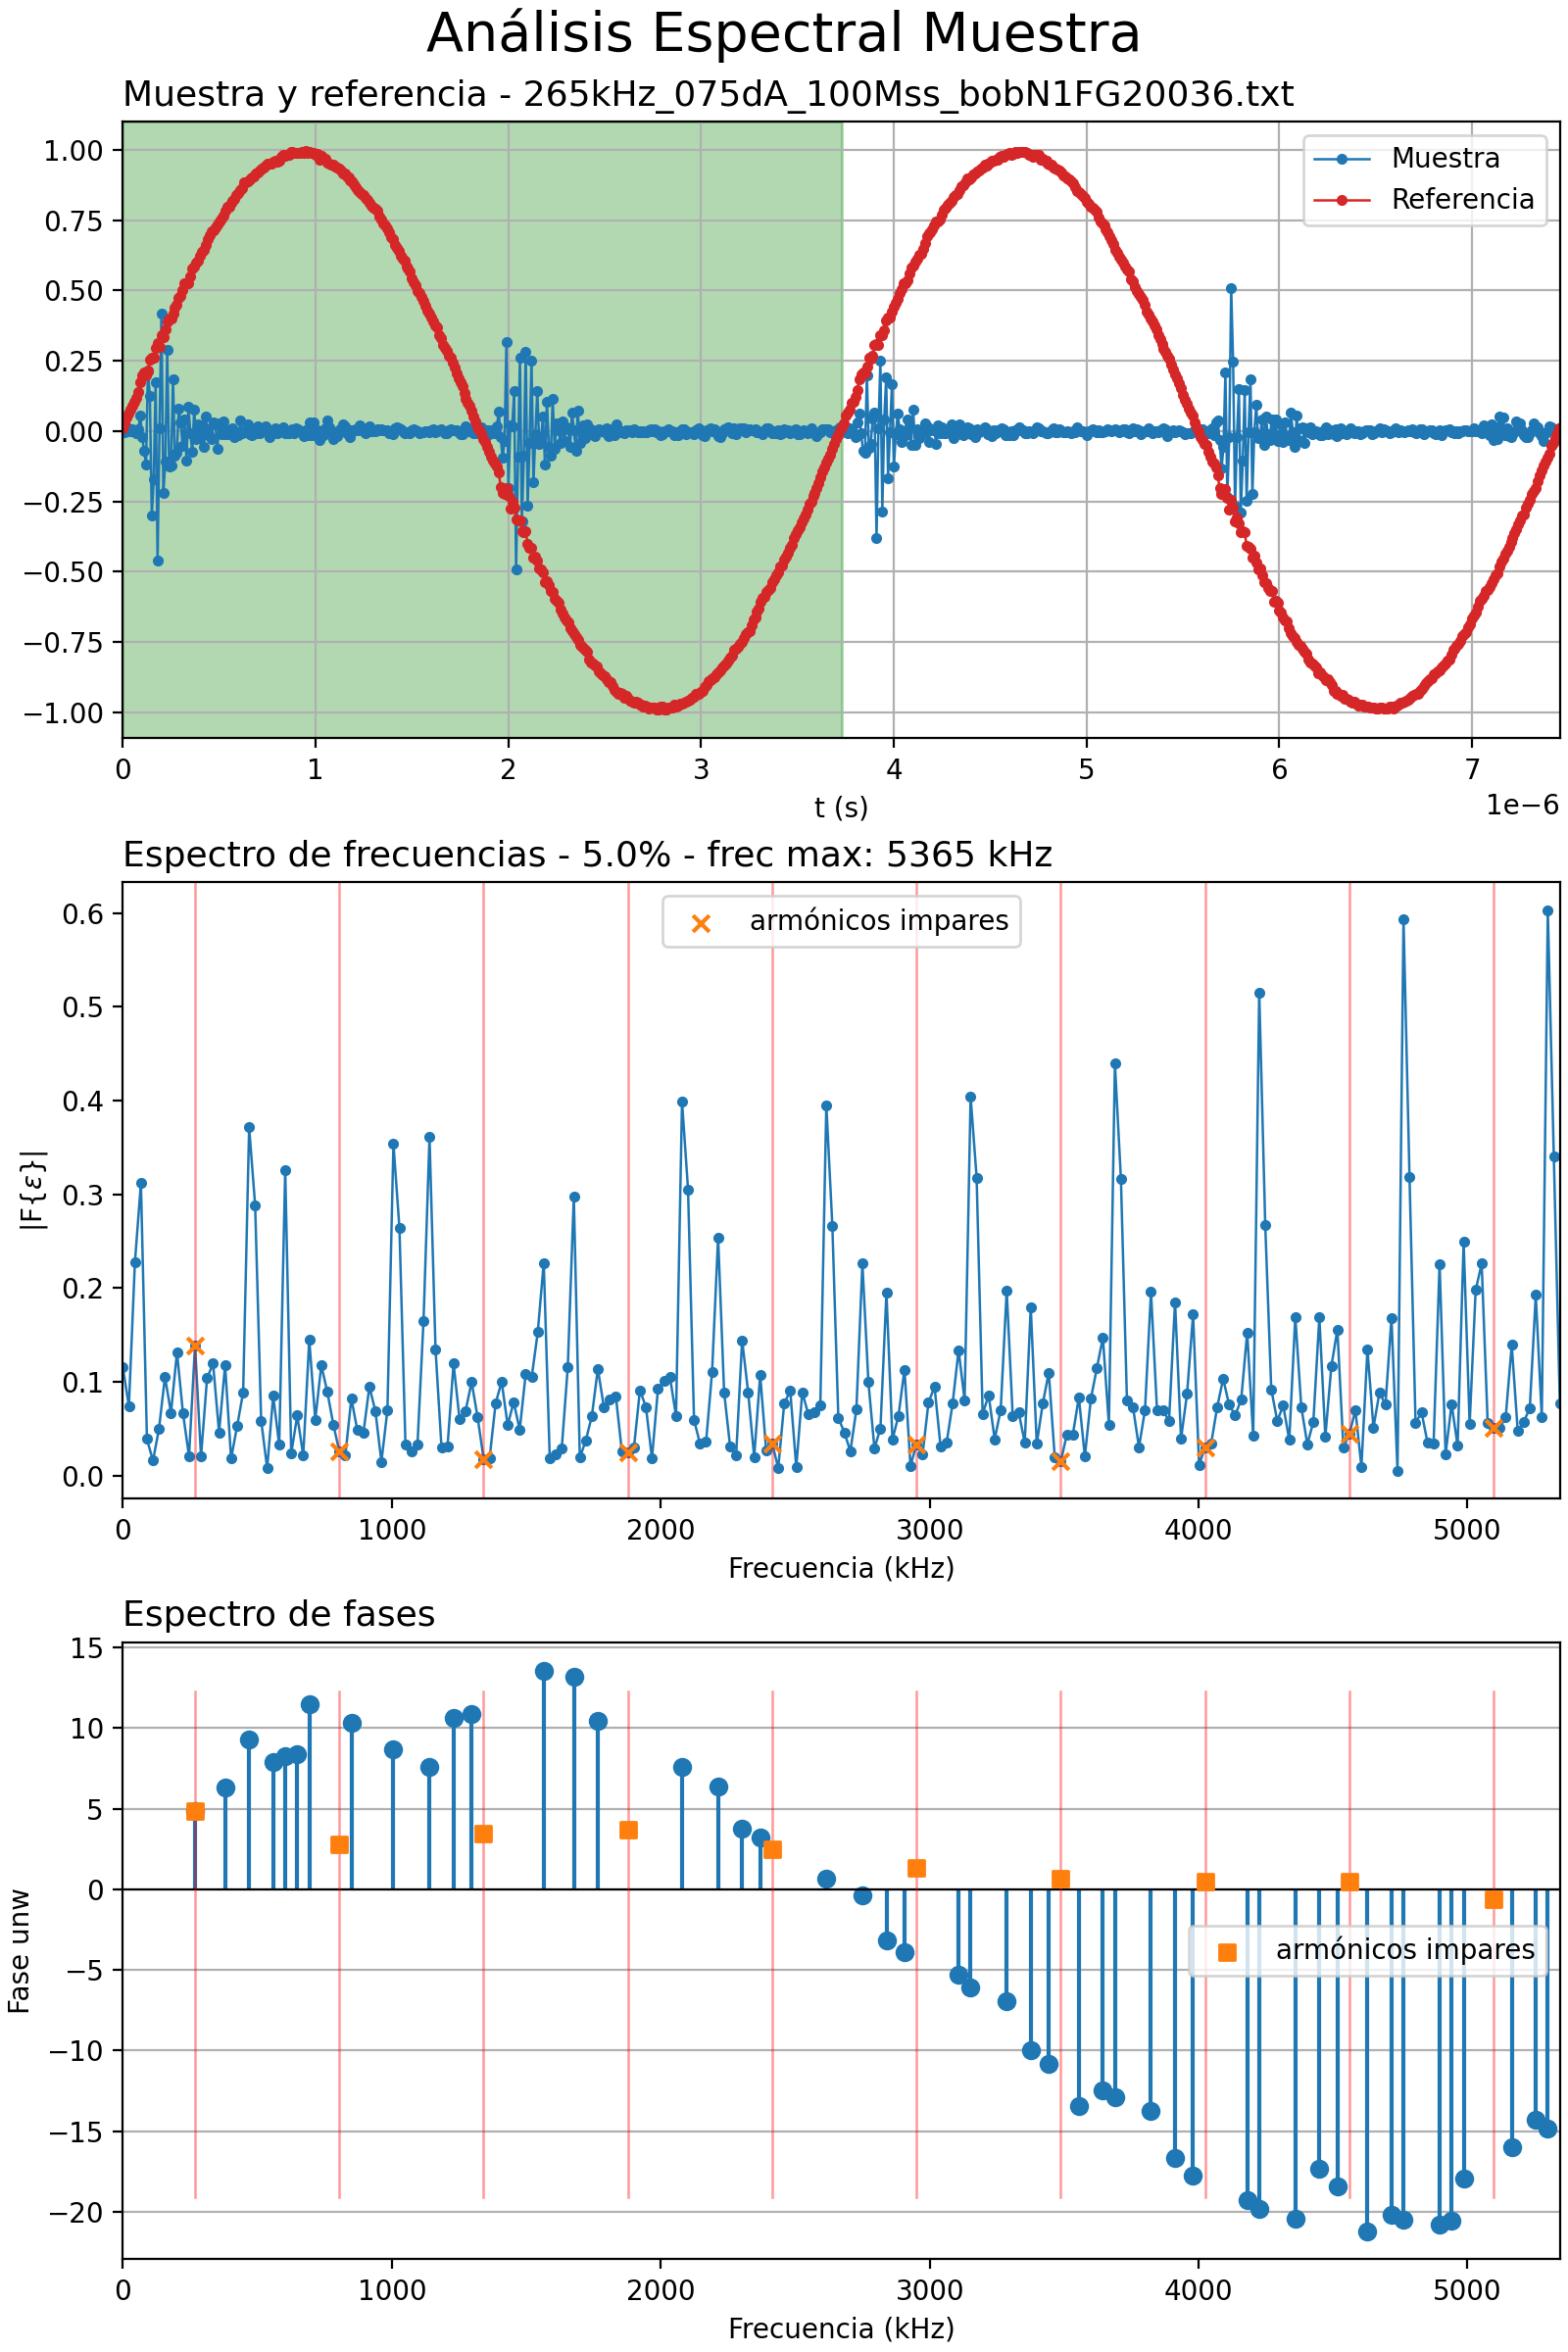 Análisis Espectral Muestra
Muestra y referencia - 265kHz_075dA_100Mss_bobN1FG20036.txt
1.00
0.75
0.50
0.25
0.00
−0.25
−0.50
−0.75
−1.00
Muestra
Referencia
0 1 2 3 4 5 6 7
t (s)
1e−6
Espectro de frecuencias - 5.0% - frec max: 5365 kHz
armónicos impares
|F{ε}|
0.6
0.5
0.4
0.3
0.2
0.1
0.0
0 1000 2000 3000 4000 5000
Frecuencia (kHz)
Espectro de fases
Fase unw
15
10
5
0
−5
−10
−15
−20
armónicos impares
0 1000 2000 3000 4000 5000
Frecuencia (kHz)